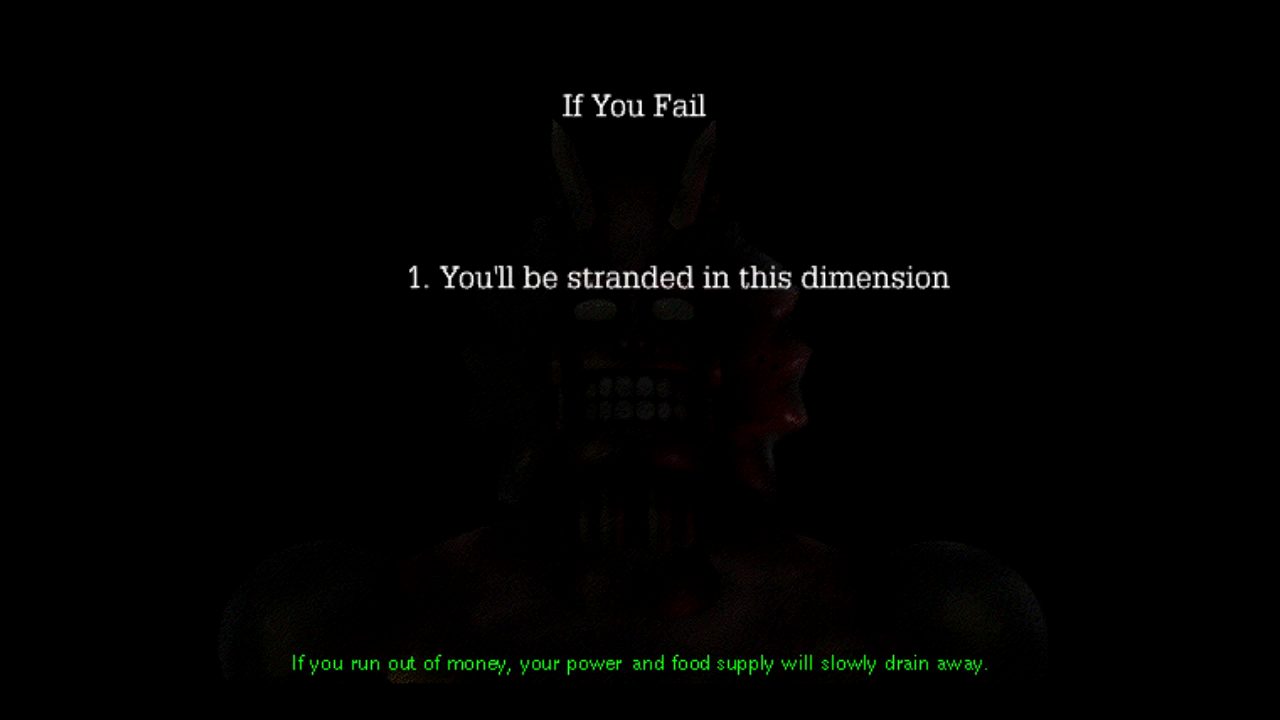 If You Fail
1. You'll be stranded in this dimension
If you run out of money, your power and food supply will slowly drain away.